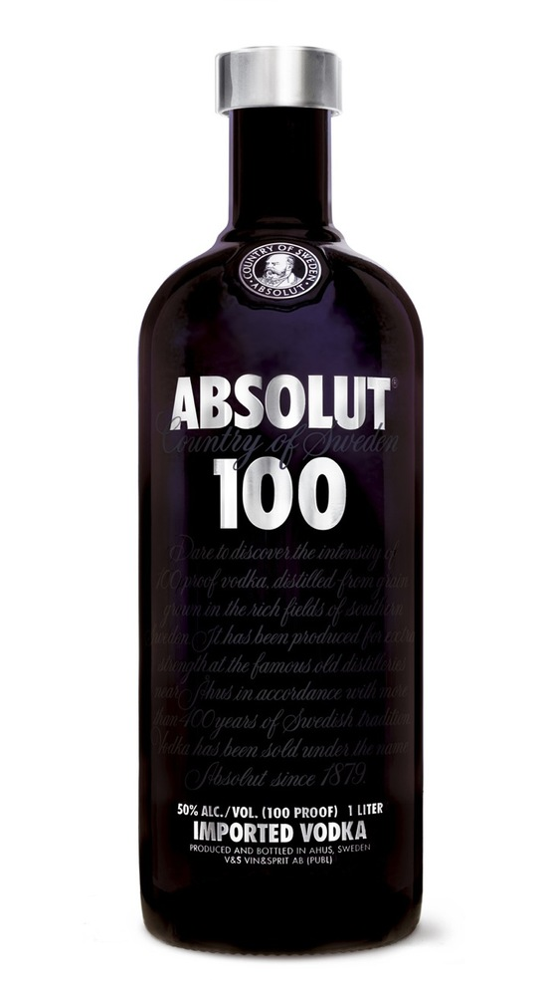 COUNTRY OF SWEDEN
ABSOLUT
ABSOLUT
Country of Sweden
100
Dare to discover the intensity of
100 proof vodka, distilled from grain
grown in the rich fields of southern
Sweden. It has been produced for extra
strength at the famous old distilleries
near Åhus in accordance with more
than 400 years of Swedish tradition.
Vodka has been sold under the name
Absolut since 1879.
50% ALC./VOL. (100 PROOF) 1 LITER
IMPORTED VODKA
PRODUCED AND BOTTLED IN AHUS, SWEDEN
V&S VIN&SPRIT AB (PUBL)